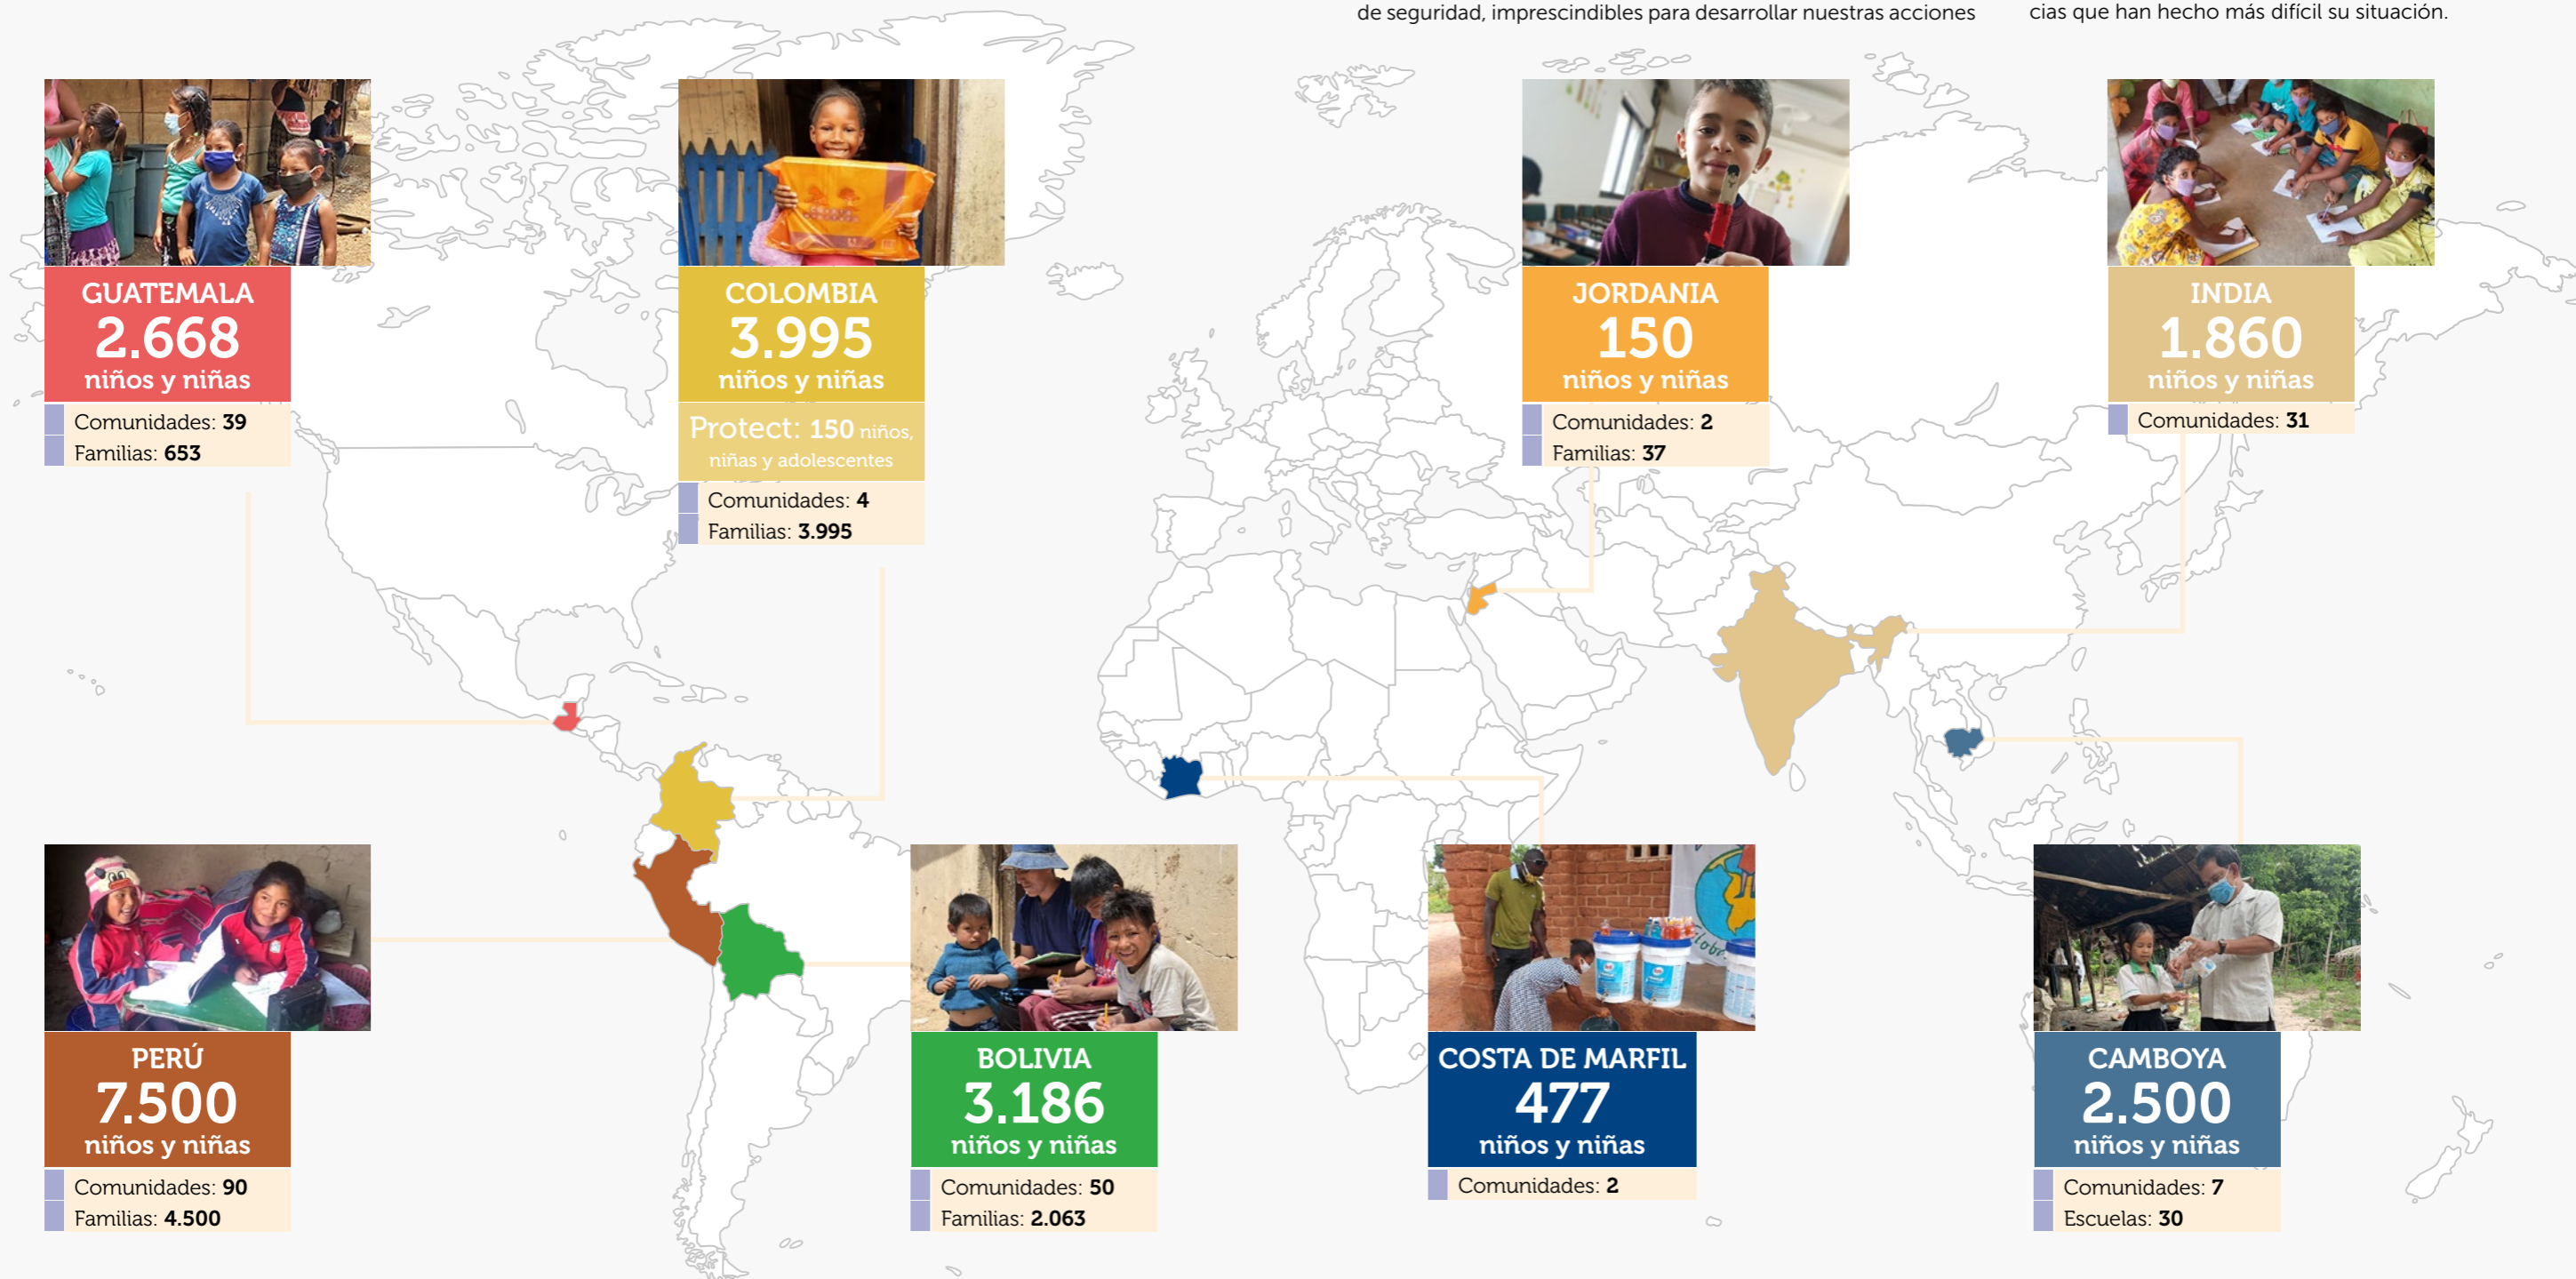 de seguridad, imprescindibles para desarrollar nuestras acciones
cias que han hecho más difícil su situación.
GUATEMALA
2.668
niños y niñas
Comunidades: 39
Familias: 653
COLOMBIA
3.995
niños y niñas
Protect: 150 niños,
niñas y adolescentes
Comunidades: 4
Familias: 3.995
JORDANIA
150
niños y niñas
Comunidades: 2
Familias: 37
INDIA
1.860
niños y niñas
Comunidades: 31
PERÚ
7.500
niños y niñas
Comunidades: 90
Familias: 4.500
BOLIVIA
3.186
niños y niñas
Comunidades: 50
Familias: 2.063
COSTA DE MARFIL
477
niños y niñas
Comunidades: 2
CAMBOYA
2.500
niños y niñas
Comunidades: 7
Escuelas: 30